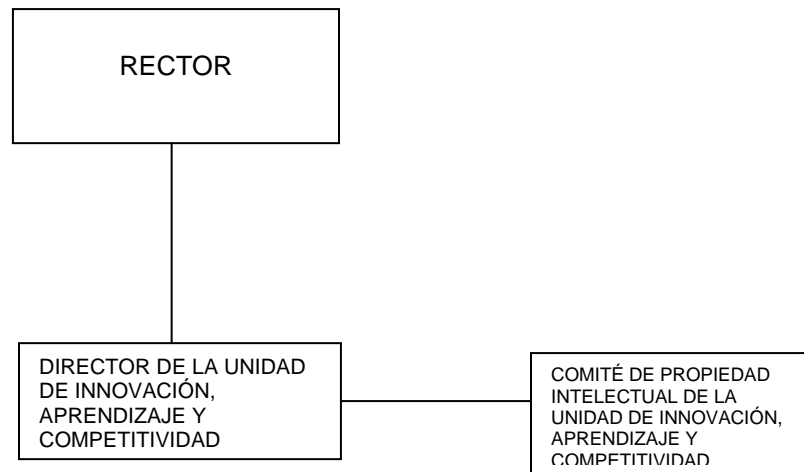 RECTOR
DIRECTOR DE LA UNIDAD
DE INNOVACIÓN,
APRENDIZAJE Y
COMPETITIVIDAD
COMITÉ DE PROPIEDAD
INTELECTUAL DE LA
UNIDAD DE INNOVACIÓN,
APRENDIZAJE Y
COMPETITIVIDAD